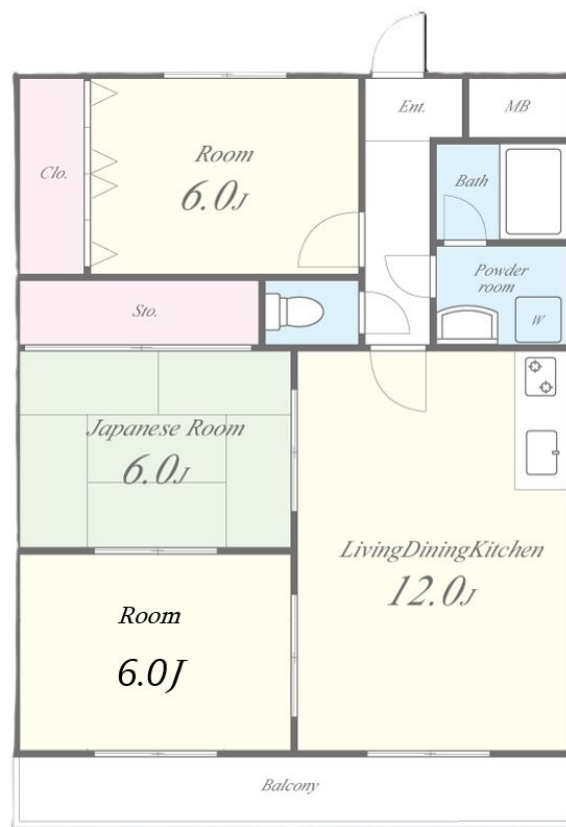 Ent.
MB
Room
6.0J
Clo.
Bath
Powder
room
W
Sto.
Japanese Room
6.0J
LivingDiningKitchen
12.0J
Room
6.0J
Balcony